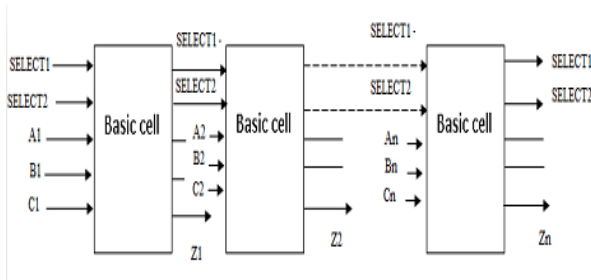 SELECT1
SELECT2
A1
B1
C1
Basic cell
Z1
SELECT1 -
SELECT2
A2
B2
C2
Basic cell
Z2
SELECT1 -
SELECT2
An
Bn
Cn
Basic cell
SELECT1
SELECT2
Zn